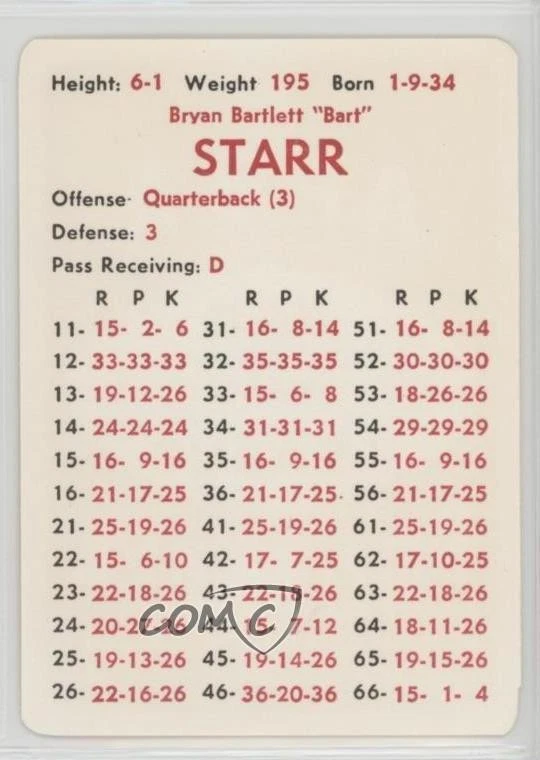 Height: 6-1 Weight 195 Born 1-9-34
Bryan Bartlett "Bart"
STARR
Offense- Quarterback (3)
Defense: 3
Pass Receiving: D
R P K R P K R P K
11- 15- 2- 6 31- 16- 8-14 51- 16- 8-14
12- 33-33-33 32- 35-35-35 52- 30-30-30
13- 19-12-26 33- 15- 6- 8 53- 18-26-26
14- 24-24-24 34- 31-31-31 54- 29-29-29
15- 16- 9-16 35- 16- 9-16 55- 16- 9-16
16- 21-17-25 36- 21-17-25 56- 21-17-25
21- 25-19-26 41- 25-19-26 61- 25-19-26
22- 15- 6-10 42- 17- 7-25 62- 17-10-25
23- 22-18-26 43- 22-18-26 63- 22-18-26
24- 20-27-26 44- 15- 7-12 64- 18-11-26
25- 19-13-26 45- 19-14-26 65- 19-15-26
26- 22-16-26 46- 36-20-36 66- 15- 1- 4
COMC